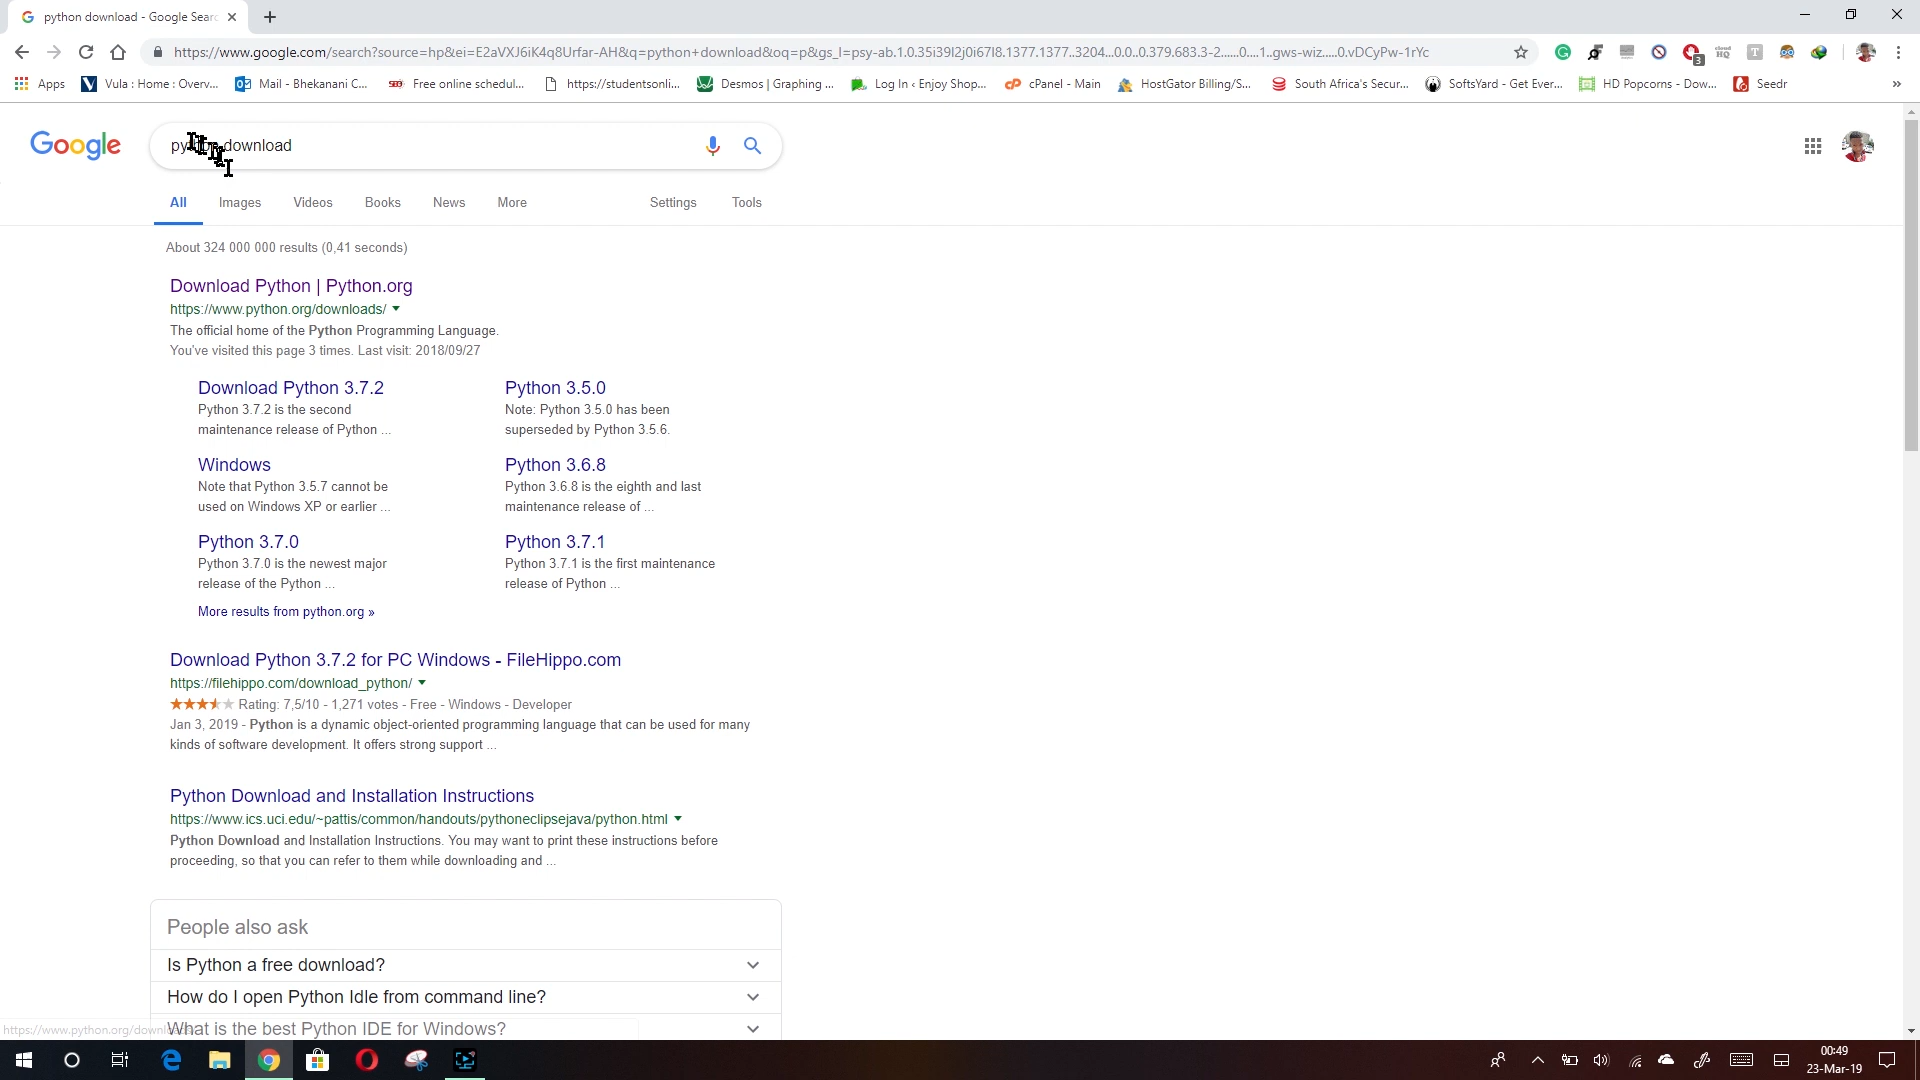 python download - Google Searc
https://www.google.com/search?source=hp&ei=E2aVXJ6iK4q8Urfar-AH&q=python+download&oq=p&gs_l=psy-ab.1.0.35i39l2j0i67l8.1377.1377..3204...0.0..0.379.683.3-2......0....1..gws-wiz.....0.vDCyPw-1rYc
3
cloud
HQ
T
Apps
Vula : Home : Overv...
Mail - Bhekanani C...
Free online schedul...
https://studentsonli...
Desmos | Graphing ...
Log In ‹ Enjoy Shop...
cPanel - Main
HostGator Billing/S...
South Africa's Secur...
SoftsYard - Get Ever...
HD Popcorns - Dow...
Seedr
»
Google
python download
All
Images
Videos
Books
News
More
Settings
Tools
About 324 000 000 results (0,41 seconds)
Download Python | Python.org
https://www.python.org/downloads/
The official home of the Python Programming Language.
You've visited this page 3 times. Last visit: 2018/09/27
Download Python 3.7.2
Python 3.7.2 is the second
maintenance release of Python ...
Python 3.5.0
Note: Python 3.5.0 has been
superseded by Python 3.5.6.
Windows
Note that Python 3.5.7 cannot be
used on Windows XP or earlier ...
Python 3.6.8
Python 3.6.8 is the eighth and last
maintenance release of ...
Python 3.7.0
Python 3.7.0 is the newest major
release of the Python ...
Python 3.7.1
Python 3.7.1 is the first maintenance
release of Python ...
More results from python.org »
Download Python 3.7.2 for PC Windows - FileHippo.com
https://filehippo.com/download_python/
Rating: 7,5/10 - 1,271 votes - Free - Windows - Developer
Jan 3, 2019 - Python is a dynamic object-oriented programming language that can be used for many
kinds of software development. It offers strong support ...
Python Download and Installation Instructions
https://www.ics.uci.edu/~pattis/common/handouts/pythoneclipsejava/python.html
Python Download and Installation Instructions. You may want to print these instructions before
proceeding, so that you can refer to them while downloading and ...
People also ask
Is Python a free download?
How do I open Python Idle from command line?
What is the best Python IDE for Windows?
https://www.python.org/downloads
00:49
23-Mar-19